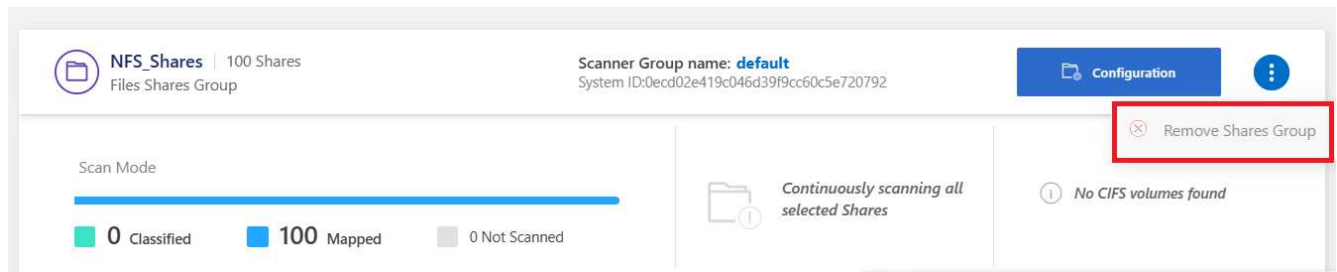 NFS_Shares | 100 Shares
Files Shares Group
Scanner Group name: default
System ID:0ecd02e419c046d39f9cc60c5e720792
Configuration
Remove Shares Group
Scan Mode
0 Classified
100 Mapped
0 Not Scanned
Continuously scanning all
selected Shares
No CIFS volumes found